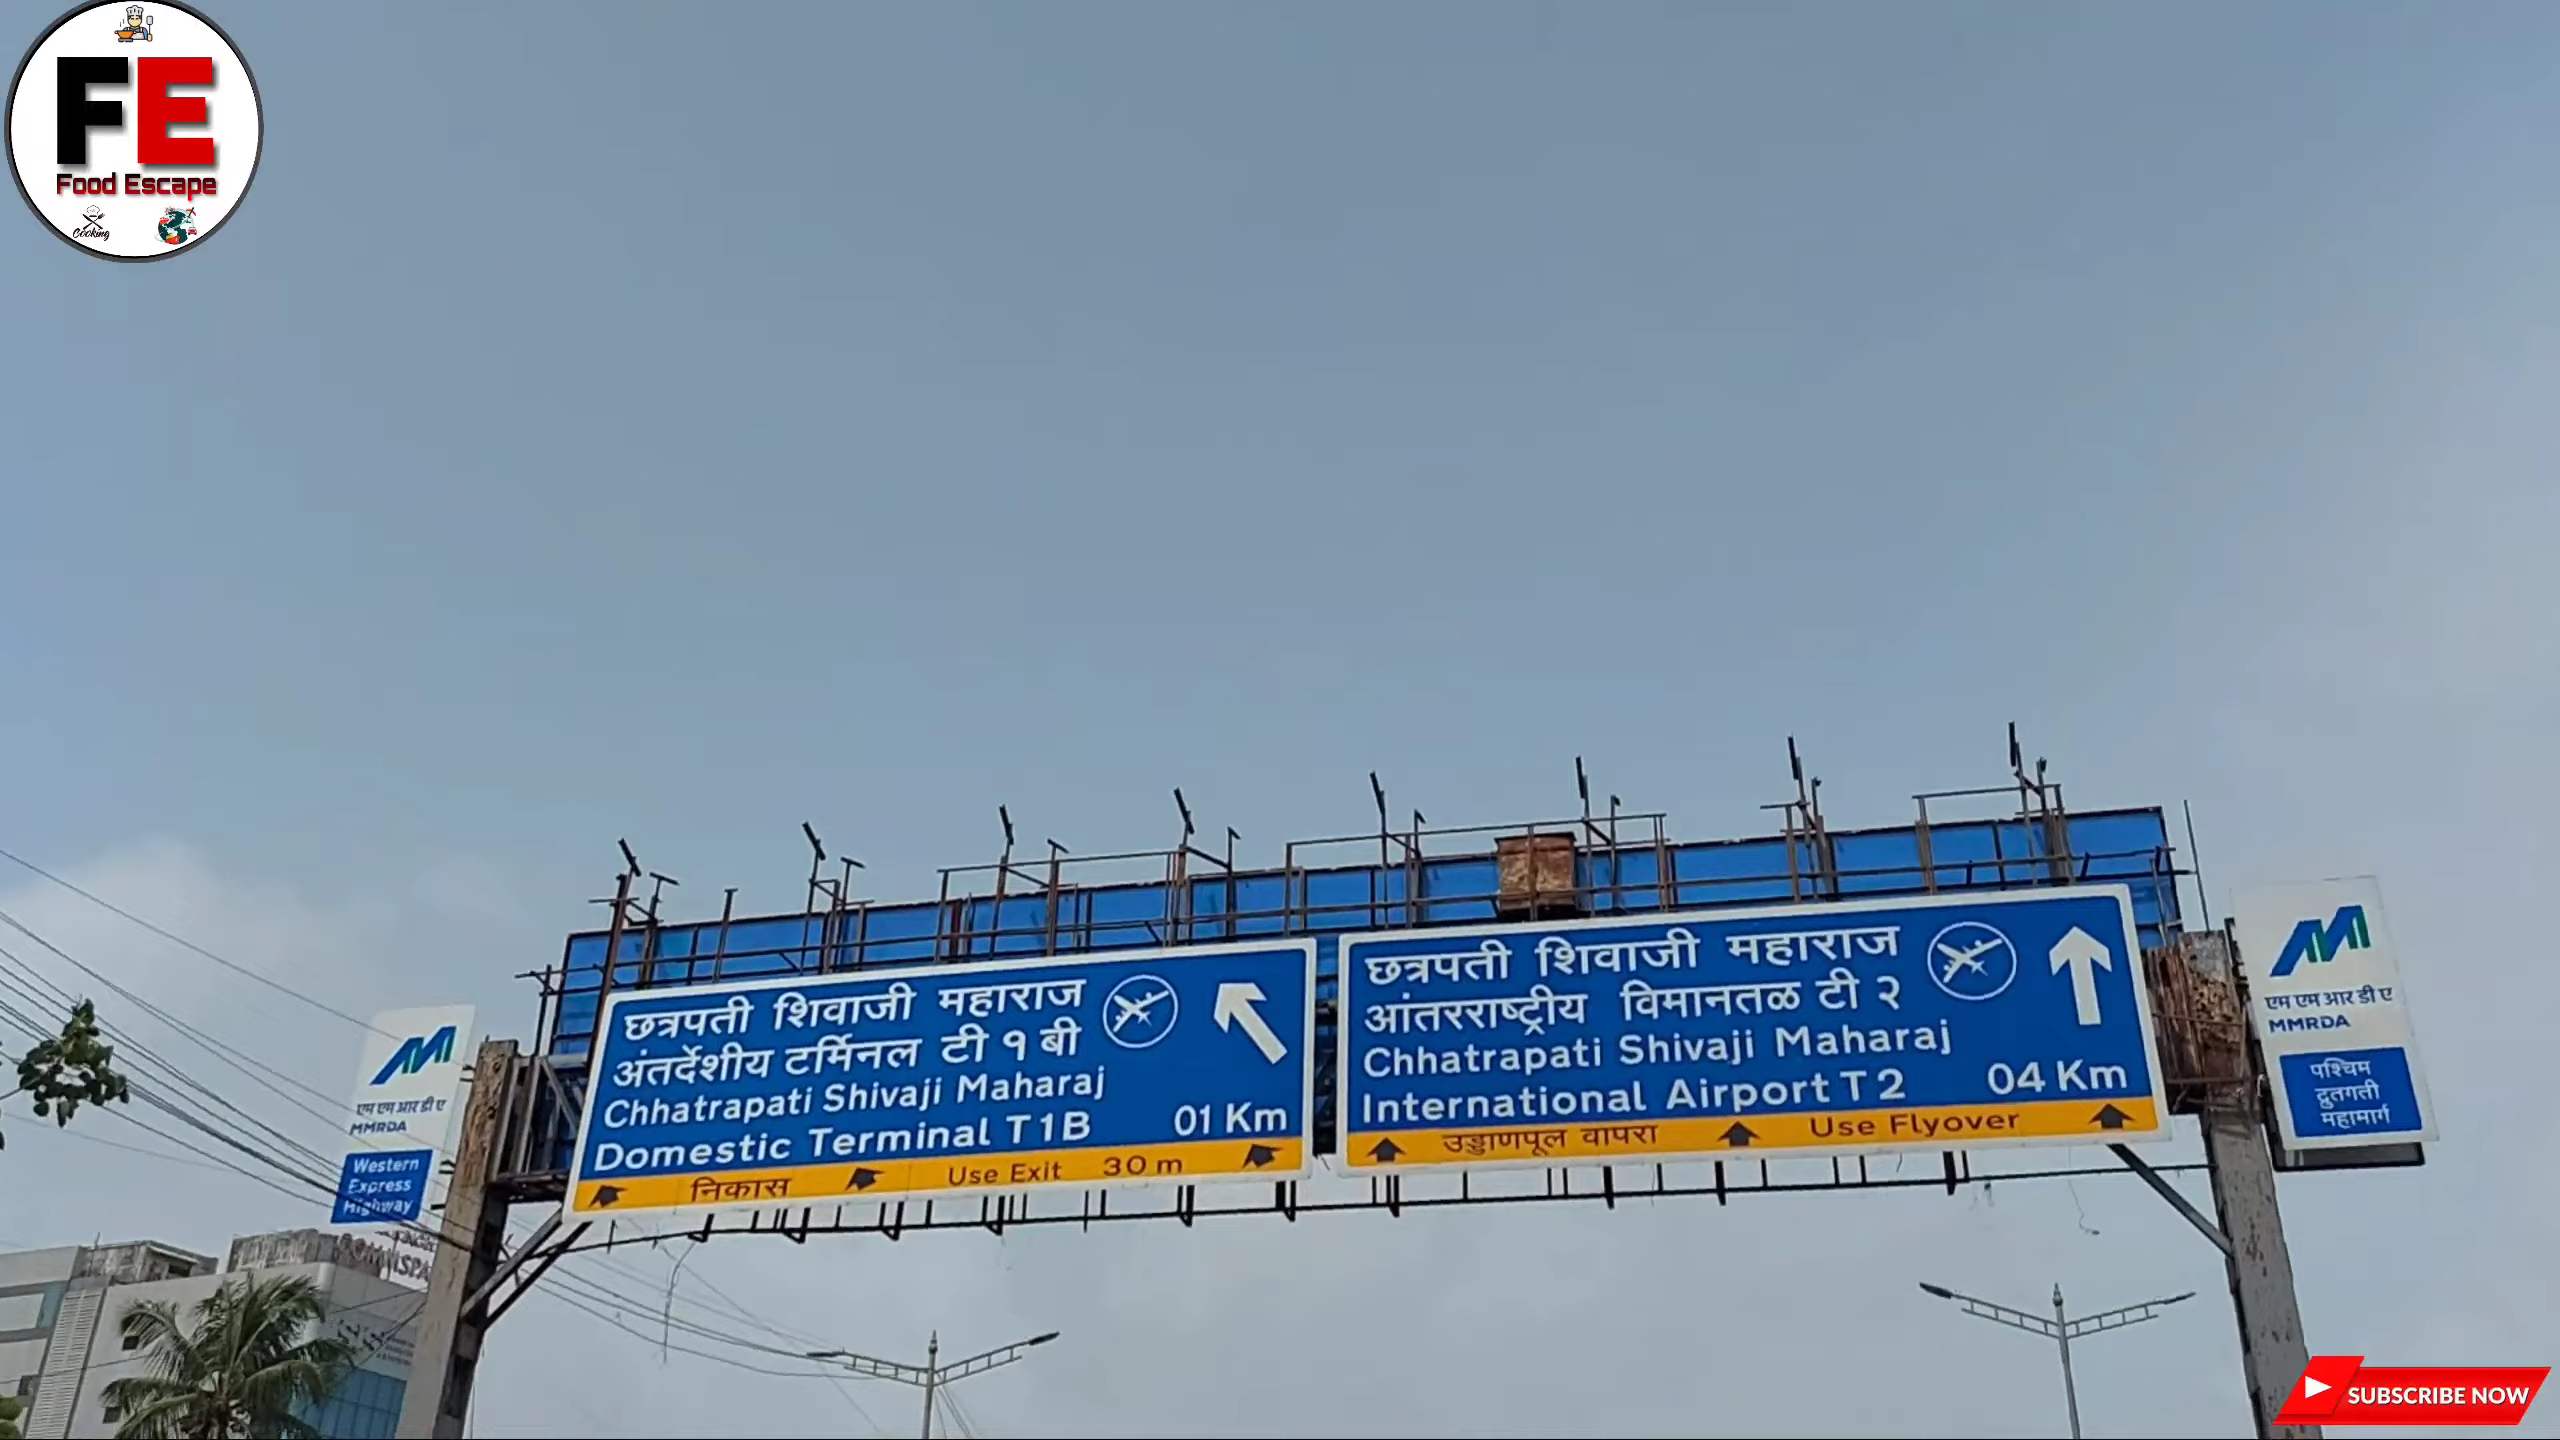 FE
Food Escape
Cooking
छत्रपती शिवाजी महाराज
अंतर्देशीय टर्मिनल टी १ बी
Chhatrapati Shivaji Maharaj
Domestic Terminal T1B
01 Km
निकास
Use Exit 30 m
छत्रपती शिवाजी महाराज
आंतरराष्ट्रीय विमानतळ टी २
Chhatrapati Shivaji Maharaj
International Airport T2
04 Km
उड्डाणपूल वापरा
Use Flyover
एम एम आर डी ए
MMRDA
Western
Express
Highway
एम एम आर डी ए
MMRDA
पश्चिम
द्रुतगती
महामार्ग
SUBSCRIBE NOW